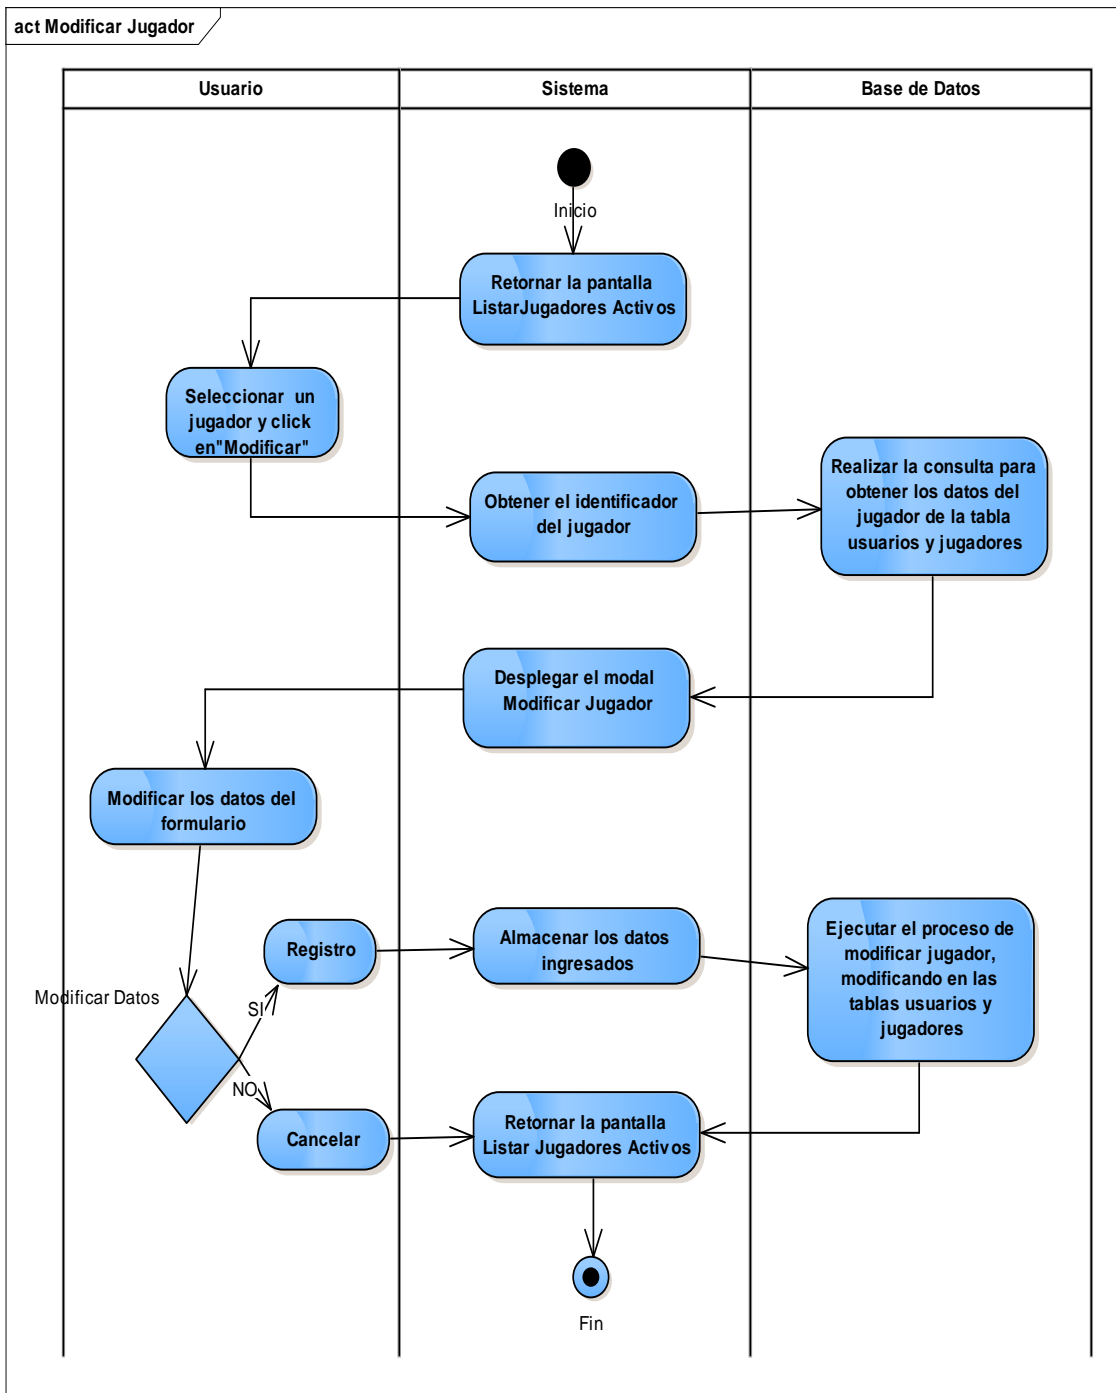 act Modificar Jugador
Usuario
Sistema
Base de Datos
Inicio
Retornar la pantalla
ListarJugadores Activos
Seleccionar un
jugador y click
en"Modificar"
Obtener el identificador
del jugador
Realizar la consulta para
obtener los datos del
jugador de la tabla
usuarios y jugadores
Desplegar el modal
Modificar Jugador
Modificar los datos del
formulario
Modificar Datos
SI
NO
Registro
Almacenar los datos
ingresados
Ejecutar el proceso de
modificar jugador,
modificando en las
tablas usuarios y
jugadores
Cancelar
Retornar la pantalla
Listar Jugadores Activos
Fin